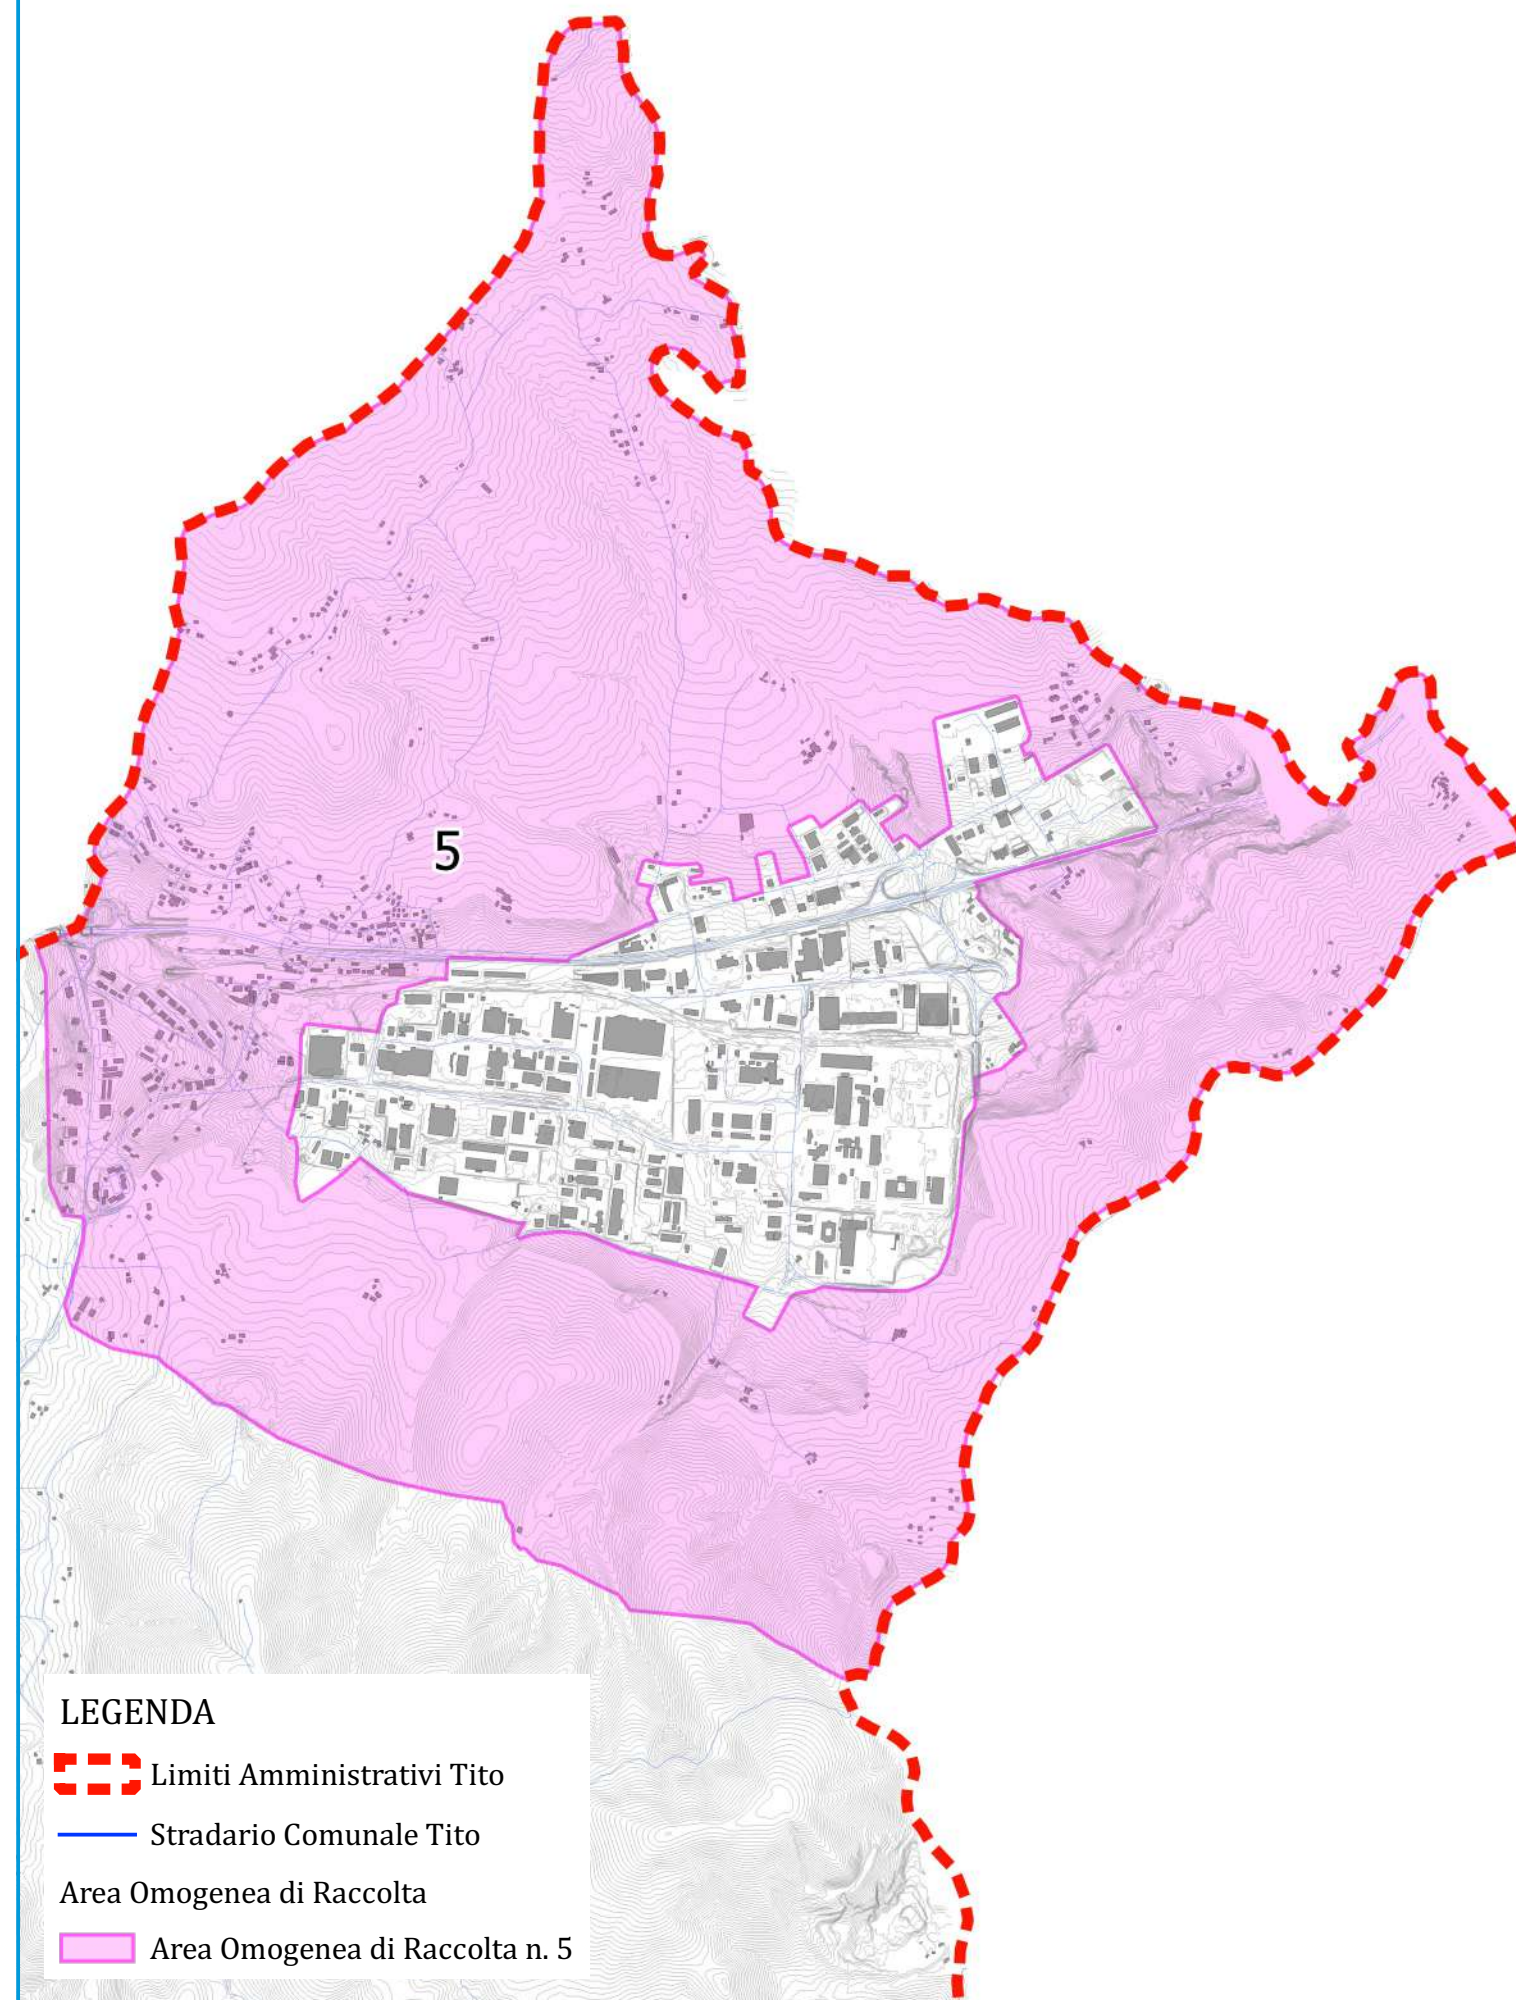 5
LEGENDA
Limiti Amministrativi Tito
Stradario Comunale Tito
Area Omogenea di Raccolta
Area Omogenea di Raccolta n. 5